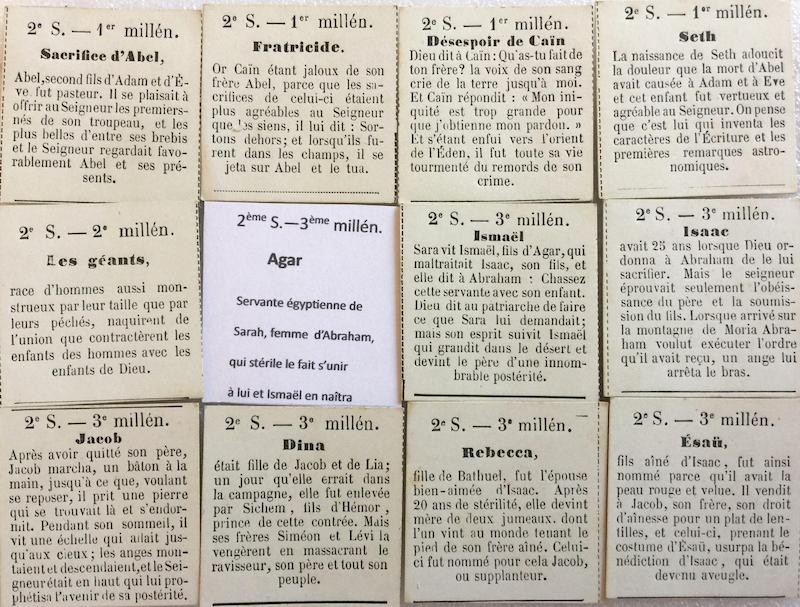 2e S. — 1er millén.
Sacrifice d'Abel,
Abel, second fils d'Adam et d'È-
ve fut pasteur. Il se plaisait à
offrir au Seigneur les premiers-
nés de son troupeau, et les
plus belles d'entre ses brebis
et le Seigneur regardait favo-
rablement Abel et ses pré-
sents.
2e S. — 1er millén.
Fratricide.
Or Caïn étant jaloux de son
frère Abel, parce que les sa-
crifices de celui-ci étaient
plus agréables au Seigneur
que les siens, il lui dit : Sor-
tons dehors; et lorsqu'ils fu-
rent dans les champs, il se
jeta sur Abel et le tua.
2e S. — 1er millén.
Désespoir de Caïn
Dieu dit à Caïn: Qu'as-tu fait de
ton frère? la voix de son sang
crie de la terre jusqu'à moi.
Et Caïn répondit : « Mon ini-
quité est trop grande pour
que j'obtienne mon pardon. »
Et s'étant enfui vers l'orient
de l'Éden, il fut toute sa vie
tourmenté du remords de son
crime.
2e S. — 1er millén.
Seth
La naissance de Seth adoucit
la douleur que la mort d'Abel
avait causée à Adam et à Eve
et cet enfant fut vertueux et
agréable au Seigneur. On pense
que c'est lui qui inventa les
caractères de l'Écriture et les
premières remarques astro-
nomiques.
2e S. — 2e millén.
Les géants,
race d'hommes aussi mon-
strueux par leur taille que par
leurs péchés, naquirent de
l'union que contractèrent les
enfants des hommes avec les
enfants de Dieu.
2ème S.—3ème millén.
Agar
Servante égyptienne de
Sarah, femme d'Abraham,
qui stérile le fait s'unir
à lui et Ismaël en naîtra
2e S. — 3e millén.
Ismaël
Sara vit Ismaël, fils d'Agar, qui
maltraitait Isaac, son fils, et
elle dit à Abraham : Chassez
cette servante avec son enfant.
Dieu dit au patriarche de faire
ce que Sara lui demandait;
mais son esprit suivit Ismaël
qui grandit dans le désert et
devint le père d'une innom-
brable postérité.
2e S. — 3e millén.
Isaac
avait 25 ans lorsque Dieu or-
donna à Abraham de le lui
sacrifier. Mais le seigneur
éprouvait seulement l'obéis-
sance du père et la soumis-
sion du fils. Lorsque arrivé sur
la montagne de Moria Abra-
ham voulut exécuter l'ordre
qu'il avait reçu, un ange lui
arrêta le bras.
2e S. — 3e millén.
Jacob
Après avoir quitté son père,
Jacob marcha, un bâton à la
main, jusqu'à ce que, voulant
se reposer, il prit une pierre
qui se trouvait là et s'endor-
mit. Pendant son sommeil, il
vit une échelle qui allait jus-
qu'aux cieux ; les anges mon-
taient et descendaient, et le Sei-
gneur était en haut qui lui pro-
phétisa l'avenir de sa postérité.
2e S. — 3e millén.
Dina
était fille de Jacob et de Lia;
un jour qu'elle errait dans
la campagne, elle fut enlevée
par Sichem, fils d'Hémor,
prince de cette contrée. Mais
ses frères Siméon et Lévi la
vengèrent en massacrant le
ravisseur, son père et tout son
peuple.
2e S. — 3e millén.
Rebecca,
fille de Bathuel, fut l'épouse
bien-aimée d'Isaac. Après
20 ans de stérilité, elle devint
mère de deux jumeaux. dont
l'un vint au monde tenant le
pied de son frère aîné. Celui-
ci fut nommé pour cela Jacob,
ou supplanteur.
2e S. — 3e millén.
Ésaü,
fils aîné d'Isaac, fut ainsi
nommé parce qu'il avait la
peau rouge et velue. Il vendit
à Jacob, son frère, son droit
d'aînesse pour un plat de len-
tilles, et celui-ci, prenant le
costume d'Ésaü, usurpa la bé-
nédiction d'Isaac, qui était
devenu aveugle.